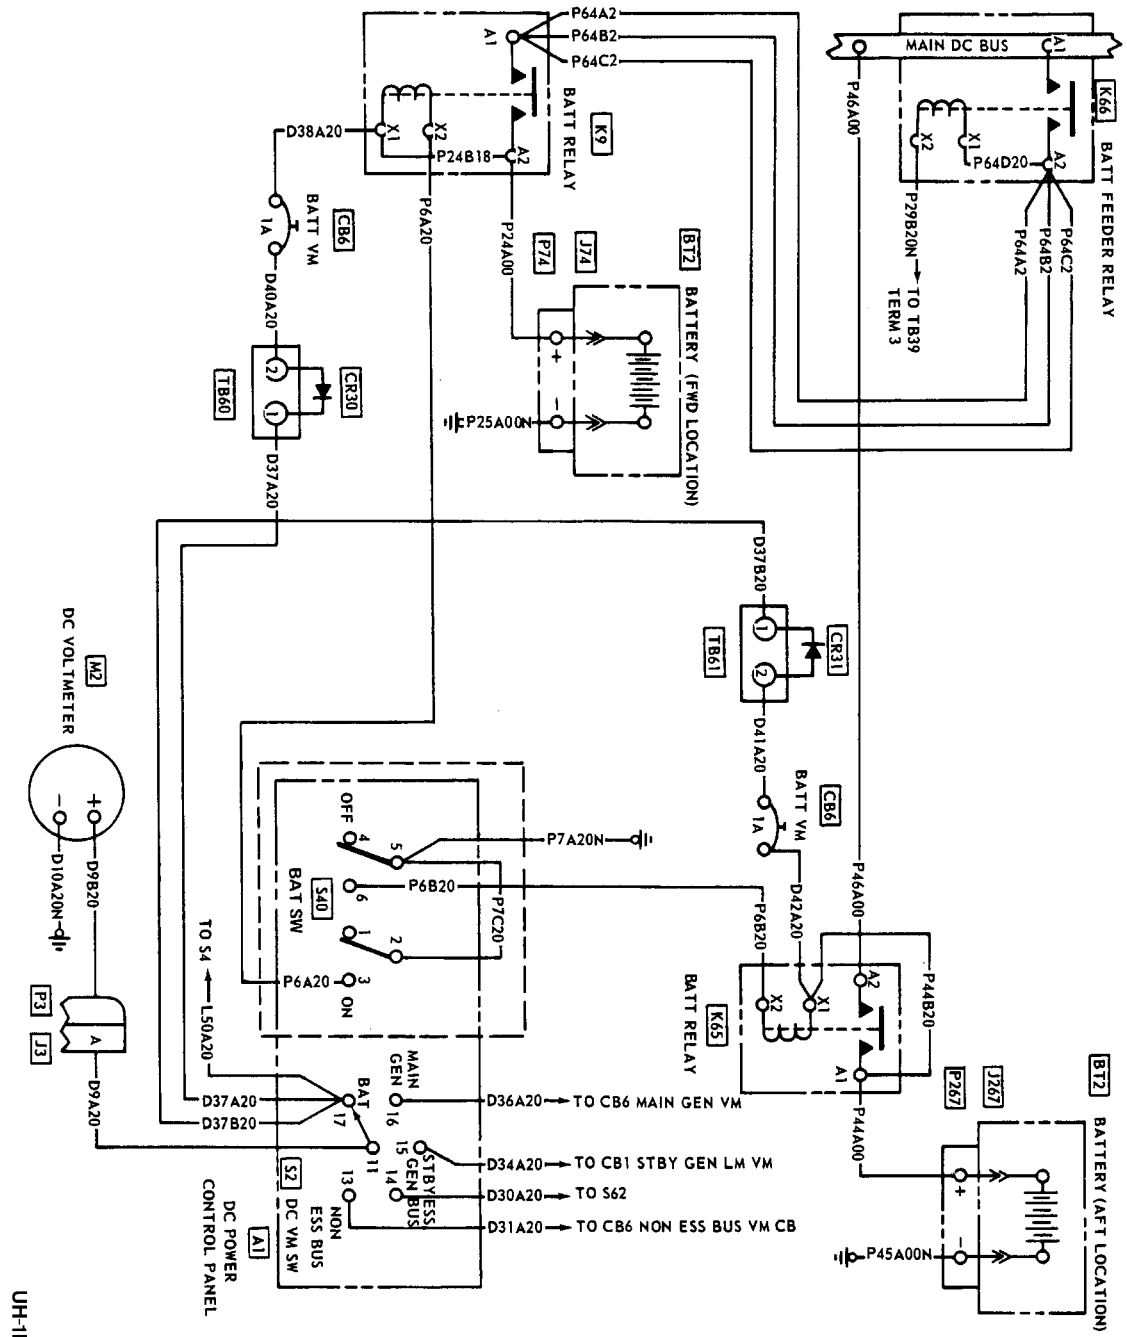 P64A2
P64B2
P64C2
A1
MAIN DC BUS
A1
K66
BATT FEEDER RELAY
X2
X1
P64D20
A2
P29B20N
TO TB39
TERM 3
P64A2
P64B2
P64C2
P46A00
K9
BATT RELAY
D38A20
X1
X2
P24B18
A2
P6A20
P24A00
CB6
BATT VM
1A
D40A20
2
1
CR30
TB60
D37A20
P74
J74
BT2
BATTERY (FWD LOCATION)
+
-
P25A00N
D37B20
1
2
CR31
TB61
D41A20
CB6
BATT VM
1A
D42A20
P46A00
P6B20
P44B20
A2
X2
X1
A1
K65
BATT RELAY
P44A00
P267
J267
BT2
BATTERY (AFT LOCATION)
+
-
P45A00N
M2
DC VOLTMETER
-
+
D10A20N
D9B20
P3
J3
A
D9A20
OFF
4
5
P7A20N
6
P6B20
P7C20
S40
BAT SW
1
2
3
P6A20
ON
TO S4
L50A20
D37A20
D37B20
BAT
17
MAIN
GEN
16
D36A20
TO CB6 MAIN GEN VM
11
15
STBY
GEN
D34A20
TO CB1 STBY GEN LM VM
14
ESS
BUS
D30A20
TO S62
13
NON
ESS BUS
D31A20
TO CB6 NON ESS BUS VM CB
S2
DC VM SW
A1
DC POWER
CONTROL PANEL